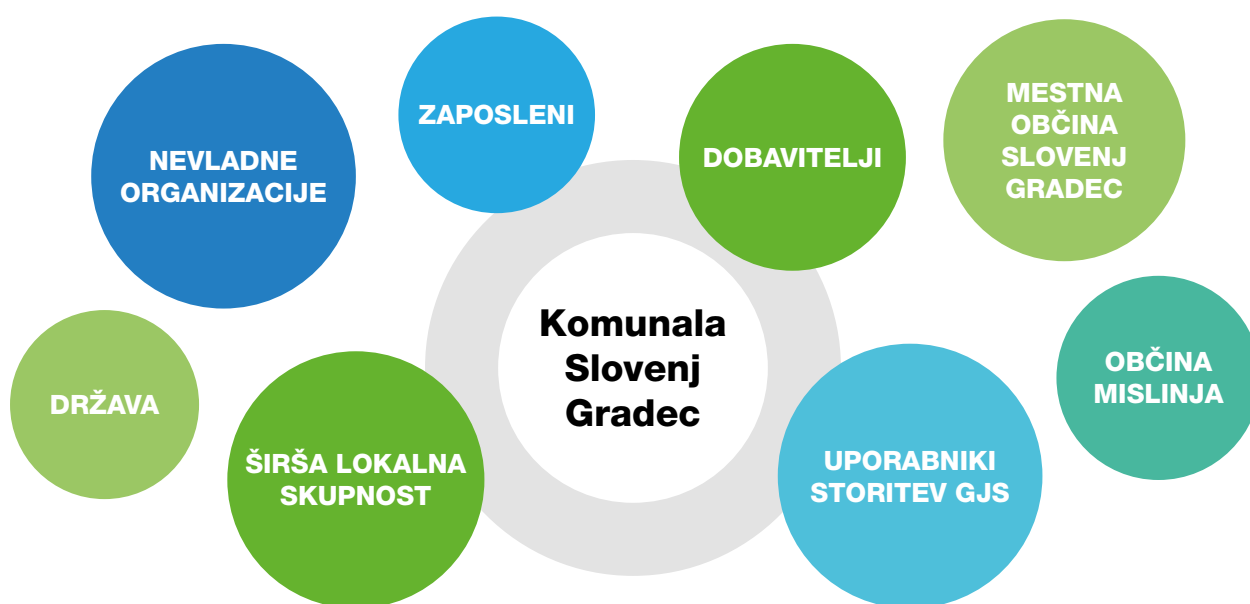 NEVLADNE
ORGANIZACIJE
ZAPOSLENI
DOBAVITELJI
MESTNA
OBČINA
SLOVENJ
GRADEC
DRŽAVA
ŠIRŠA LOKALNA
SKUPNOST
Komunala
Slovenj
Gradec
UPORABNIKI
STORITEV GJS
OBČINA
MISLINJA